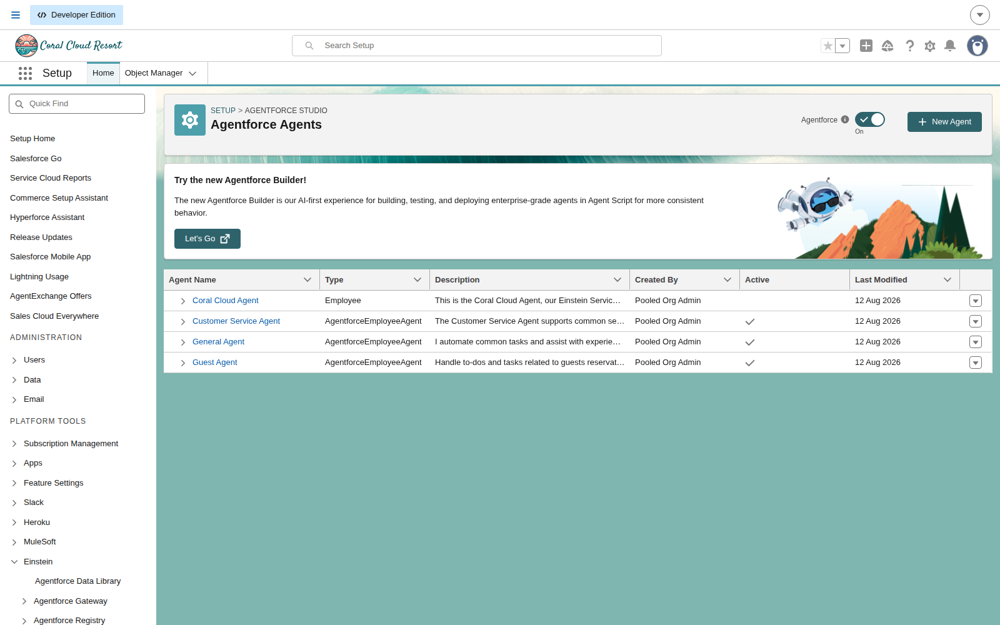 Developer Edition
Coral Cloud Resort
Search Setup
Setup
Home
Object Manager
Quick Find
Setup Home
Salesforce Go
Service Cloud Reports
Commerce Setup Assistant
Hyperforce Assistant
Release Updates
Salesforce Mobile App
Lightning Usage
AgentExchange Offers
Sales Cloud Everywhere
ADMINISTRATION
Users
Data
Email
PLATFORM TOOLS
Subscription Management
Apps
Feature Settings
Slack
Heroku
MuleSoft
Einstein
Agentforce Data Library
Agentforce Gateway
Agentforce Registry
SETUP > AGENTFORCE STUDIO
Agentforce Agents
Agentforce
On
New Agent
Try the new Agentforce Builder!
The new Agentforce Builder is our AI-first experience for building, testing, and deploying enterprise-grade agents in Agent Script for more consistent
behavior.
Let's Go
Agent Name Type Description Created By Active Last Modified
Coral Cloud Agent Employee This is the Coral Cloud Agent, our Einstein Servic… Pooled Org Admin 12 Aug 2026
Customer Service Agent AgentforceEmployeeAgent The Customer Service Agent supports common se… Pooled Org Admin 12 Aug 2026
General Agent AgentforceEmployeeAgent I automate common tasks and assist with experie… Pooled Org Admin 12 Aug 2026
Guest Agent AgentforceEmployeeAgent Handle to-dos and tasks related to guests reservat… Pooled Org Admin 12 Aug 2026